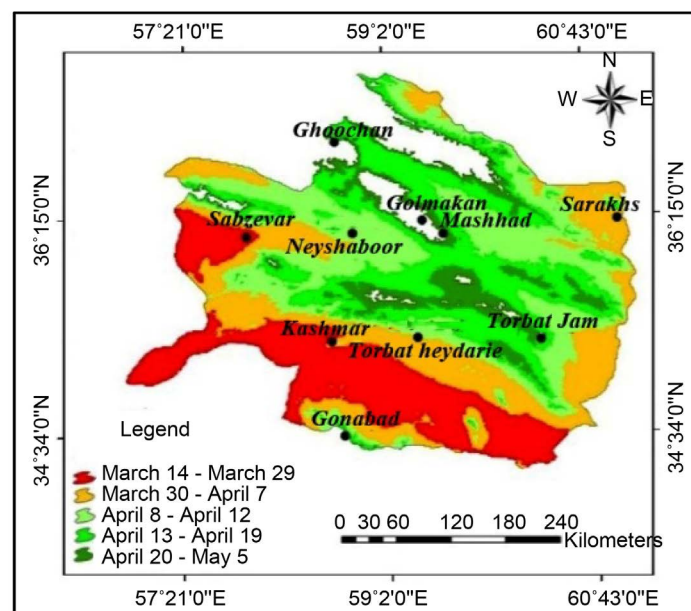 57°21'0"E 59°2'0"E 60°43'0"E
N
W E
S
Ghoochan
36°15'0"N
36°15'0"N
Golmakan
Sarakhs
Sabzevar
Mashhad
Neyshaboor
Kashmar
Torbat Jam
Torbat heydarie
Gonabad
34°34'0"N
34°34'0"N
Legend
March 14 - March 29
March 30 - April 7
April 8 - April 12
April 13 - April 19
April 20 - May 5
0 30 60 120 180 240
Kilometers
57°21'0"E 59°2'0"E 60°43'0"E